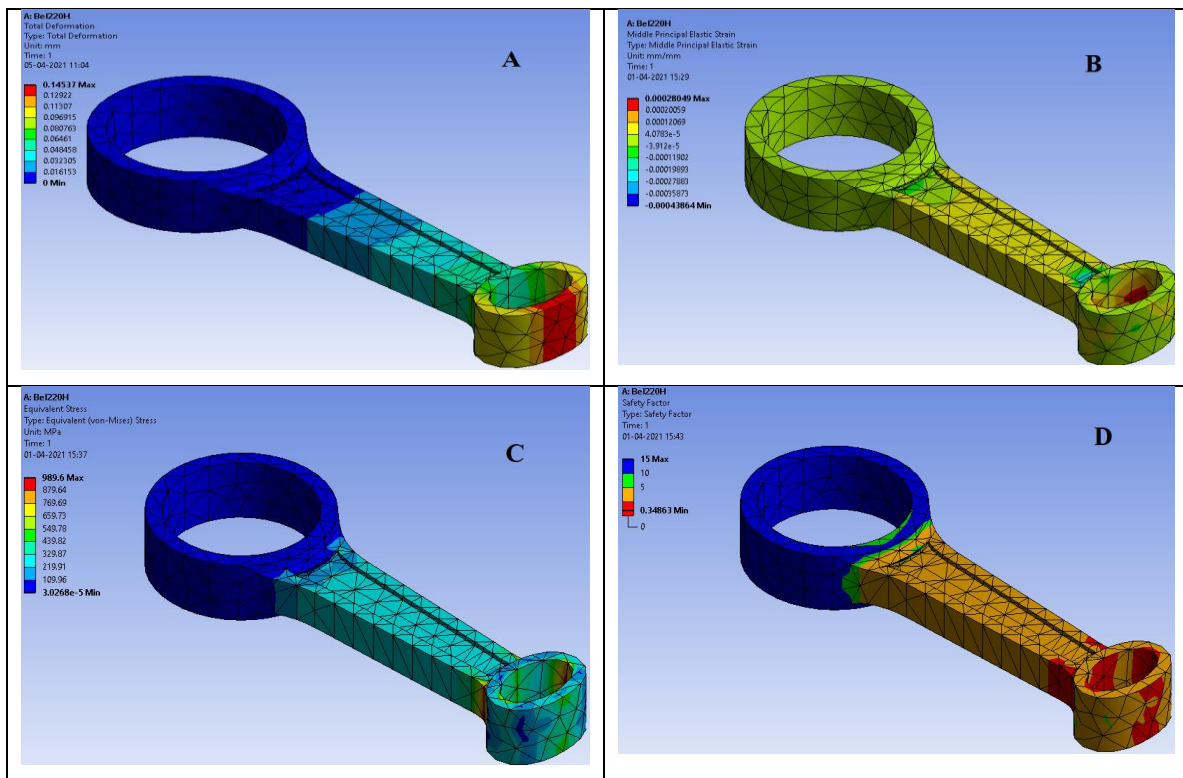 A: Bel220H
Total Deformation
Type: Total Deformation
Unit: mm
Time: 1
05-04-2021 11:04
A
0.14537 Max
0.12922
0.11307
0.096915
0.080763
0.06461
0.048458
0.032305
0.016153
0 Min
A: Bel220H
Middle Principal Elastic Strain
Type: Middle Principal Elastic Strain
Unit: mm/mm
Time: 1
01-04-2021 15:29
B
0.00028049 Max
0.00020059
0.00012069
4.0783e-5
-3.912e-5
-0.00011902
-0.00019893
-0.00027883
-0.00035873
-0.00043864 Min
A: Bel220H
Equivalent Stress
Type: Equivalent (von-Mises) Stress
Unit: MPa
Time: 1
01-04-2021 15:37
C
989.6 Max
879.64
769.69
659.73
549.78
439.82
329.87
219.91
109.96
3.0268e-5 Min
A: Bel220H
Safety Factor
Type: Safety Factor
Time: 1
01-04-2021 15:43
D
15 Max
10
5
0.34863 Min
0